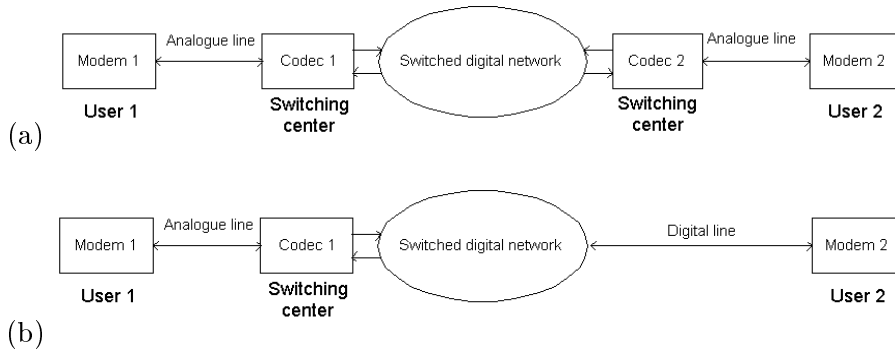 Analogue line
Analogue line
Modem 1
Codec 1
Switched digital network
Codec 2
Modem 2
User 1
Switching
center
Switching
center
User 2
(a)
Analogue line
Digital line
Modem 1
Codec 1
Switched digital network
Modem 2
User 1
Switching
center
User 2
(b)